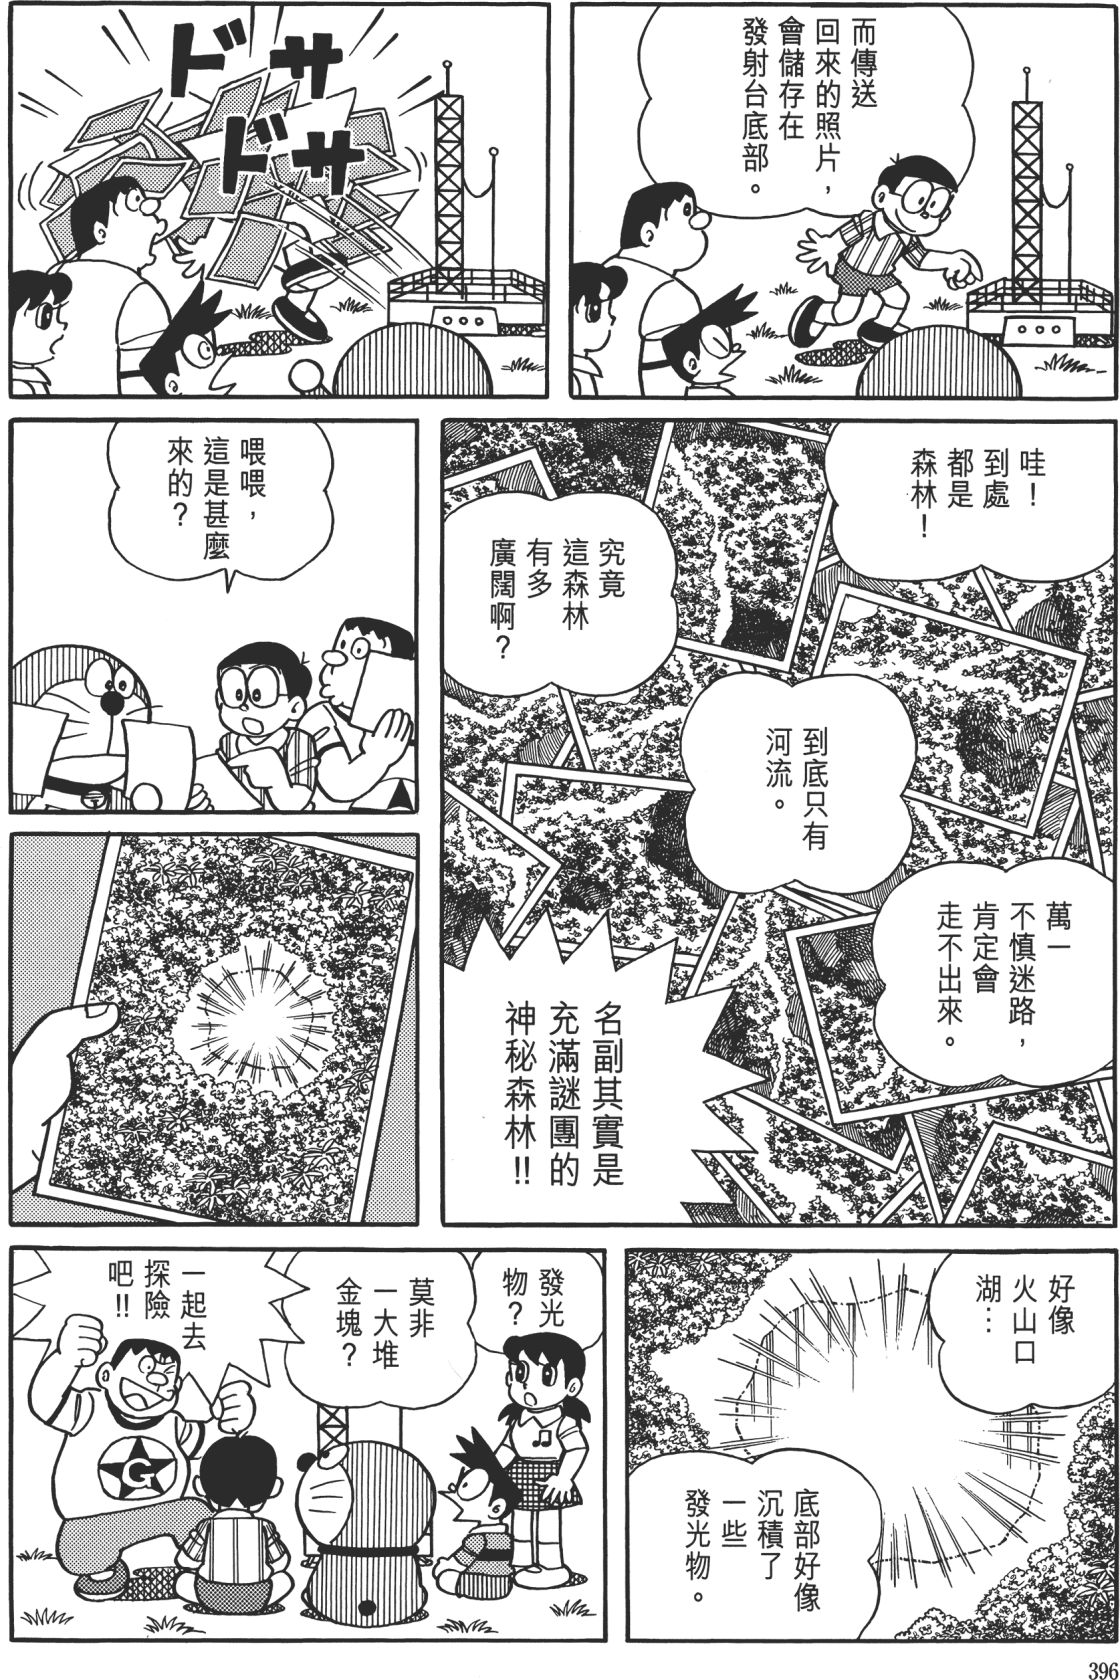 而傳送
回來的照片，
會儲存在
發射台底部。
ドサ
ドサ
哇！
到處
都是
森林！
究竟
這森林
有多
廣闊啊？
到底只有
河流。
萬一
不慎迷路，
肯定會
走不出來。
名副其實是
充滿謎團的
神秘森林!!
喂喂，
這是甚麼
來的？
好像
火山口
湖…
底部好像
沉積了
一些
發光物。
發光
物？
莫非
一大堆
金塊？
一起去
探險
吧!!
G
396